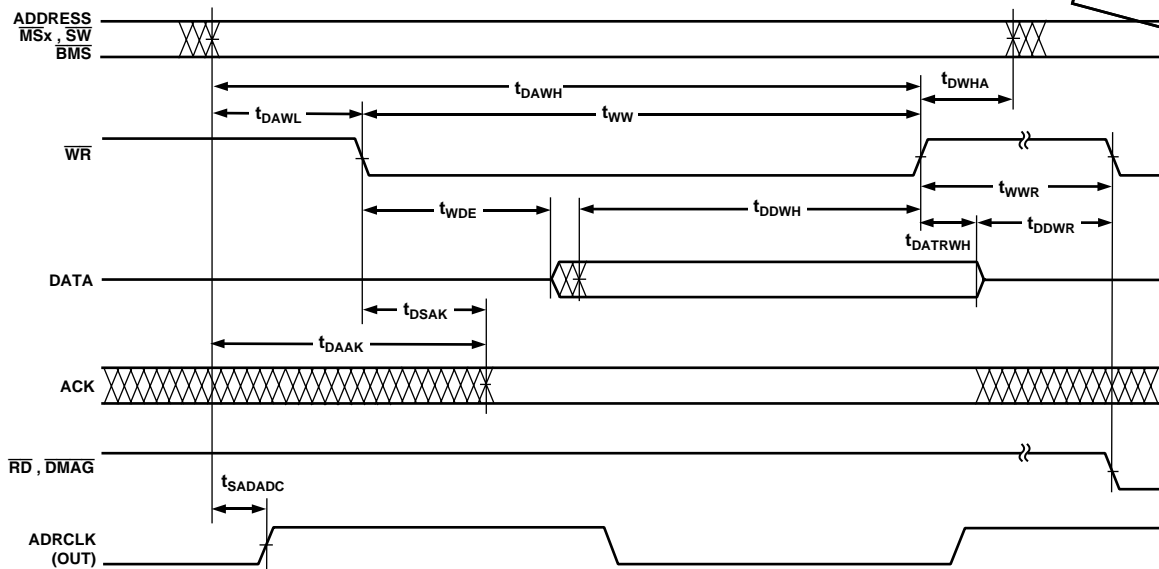 ADDRESS
MSx , SW
BMS
tDAWH
tDWHA
tDAWL
tWW
WR
tWWR
tWDE
tDDWH
tDATRWH
tDDWR
DATA
tDSAK
tDAAK
ACK
RD , DMAG
tSADADC
ADRCLK
(OUT)